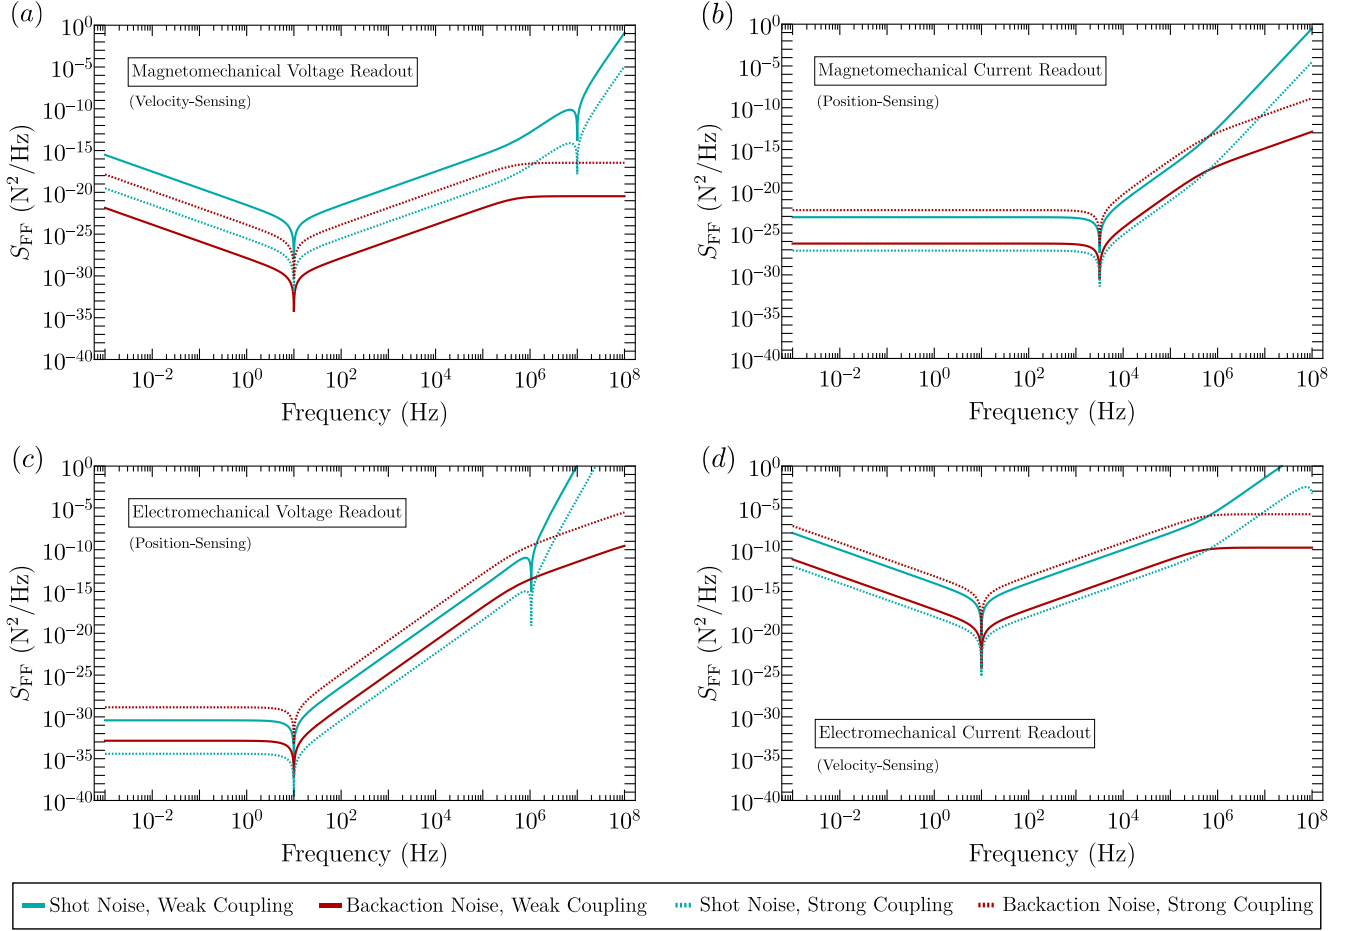 (a)
10^0
10^−5
10^−10
10^−15
10^−20
10^−25
10^−30
10^−35
10^−40
S_FF (N^2/Hz)
Magnetomechanical Voltage Readout
(Velocity-Sensing)
10^−2 10^0 10^2 10^4 10^6 10^8
Frequency (Hz)
(b)
10^0
10^−5
10^−10
10^−15
10^−20
10^−25
10^−30
10^−35
10^−40
S_FF (N^2/Hz)
Magnetomechanical Current Readout
(Position-Sensing)
10^−2 10^0 10^2 10^4 10^6 10^8
Frequency (Hz)
(c)
10^0
10^−5
10^−10
10^−15
10^−20
10^−25
10^−30
10^−35
10^−40
S_FF (N^2/Hz)
Electromechanical Voltage Readout
(Position-Sensing)
10^−2 10^0 10^2 10^4 10^6 10^8
Frequency (Hz)
(d)
10^0
10^−5
10^−10
10^−15
10^−20
10^−25
10^−30
10^−35
10^−40
S_FF (N^2/Hz)
Electromechanical Current Readout
(Velocity-Sensing)
10^−2 10^0 10^2 10^4 10^6 10^8
Frequency (Hz)
Shot Noise, Weak Coupling Backaction Noise, Weak Coupling Shot Noise, Strong Coupling Backaction Noise, Strong Coupling